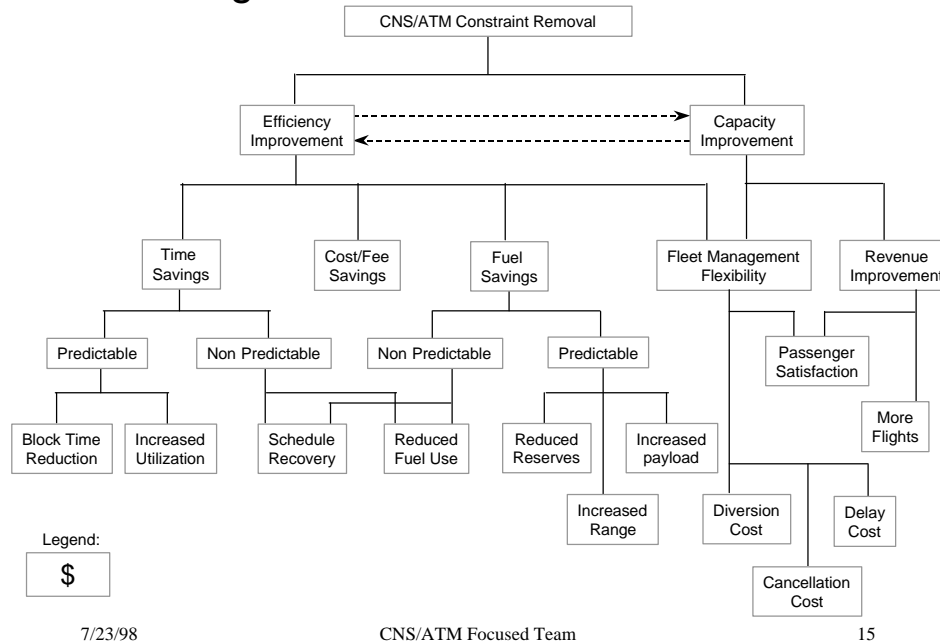 CNS/ATM Constraint Removal
Efficiency
Improvement
Capacity
Improvement
Time
Savings
Cost/Fee
Savings
Fuel
Savings
Fleet Management
Flexibility
Revenue
Improvement
Predictable
Non Predictable
Non Predictable
Predictable
Passenger
Satisfaction
More
Flights
Block Time
Reduction
Increased
Utilization
Schedule
Recovery
Reduced
Fuel Use
Reduced
Reserves
Increased
payload
Increased
Range
Diversion
Cost
Delay
Cost
Cancellation
Cost
Legend:
$
7/23/98
CNS/ATM Focused Team
15